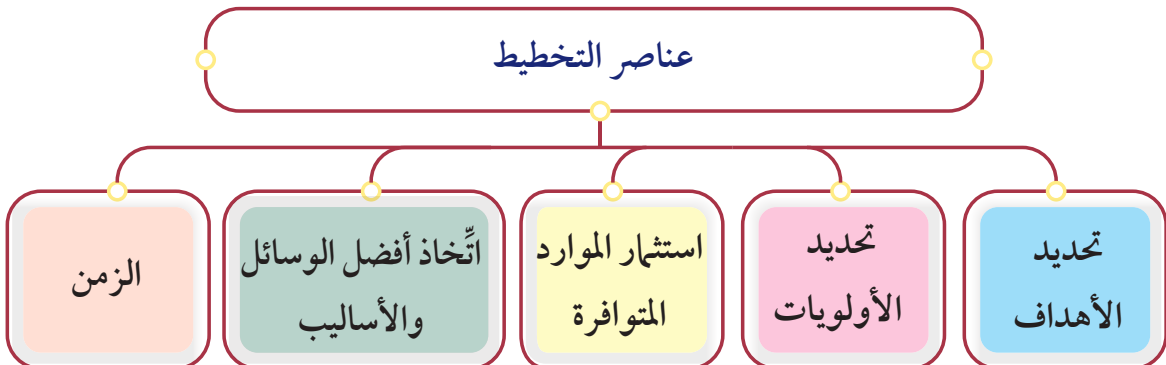 عناصر التخطيط
تحديد
الأهداف
تحديد
الأولويات
استثمار الموارد
المتوافرة
اتِّخاذ أفضل الوسائل
والأساليب
الزمن